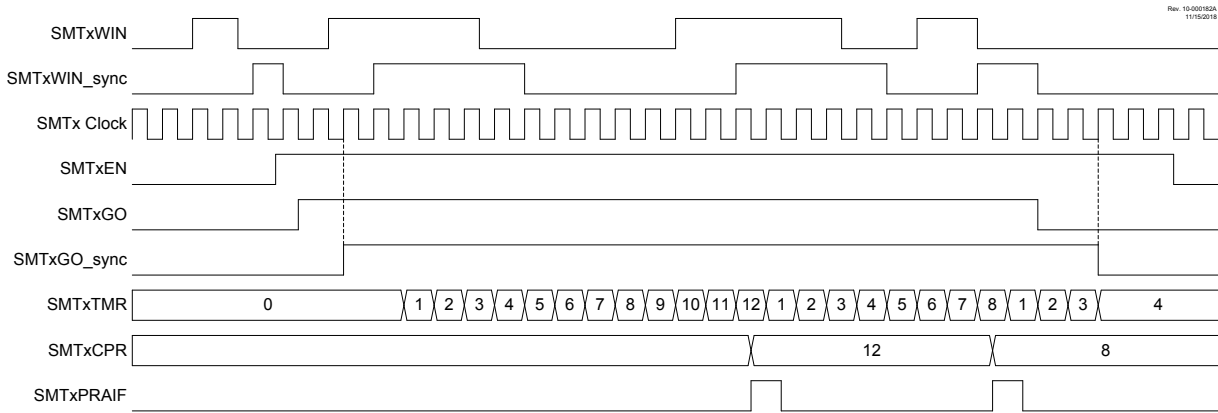 Rev. 10-000182A
11/15/2018
SMTxWIN
SMTxWIN_sync
SMTx Clock
SMTxEN
SMTxGO
SMTxGO_sync
SMTxTMR 0 1 2 3 4 5 6 7 8 9 10 11 12 1 2 3 4 5 6 7 8 1 2 3 4
SMTxCPR 12 8
SMTxPRAIF